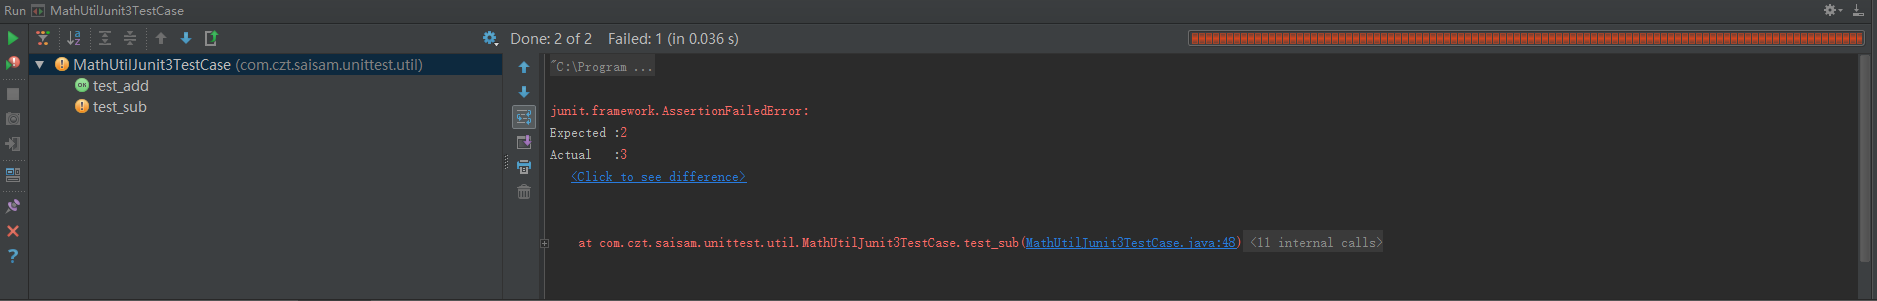 Run MathUtilJunit3TestCase
Done: 2 of 2 Failed: 1 (in 0.036 s)
MathUtilJunit3TestCase (com.czt.saisam.unittest.util)
test_add
test_sub
"C:\Program ...
junit.framework.AssertionFailedError:
Expected :2
Actual   :3
<Click to see difference>
at com.czt.saisam.unittest.util.MathUtilJunit3TestCase.test_sub(MathUtilJunit3TestCase.java:48) <11 internal calls>